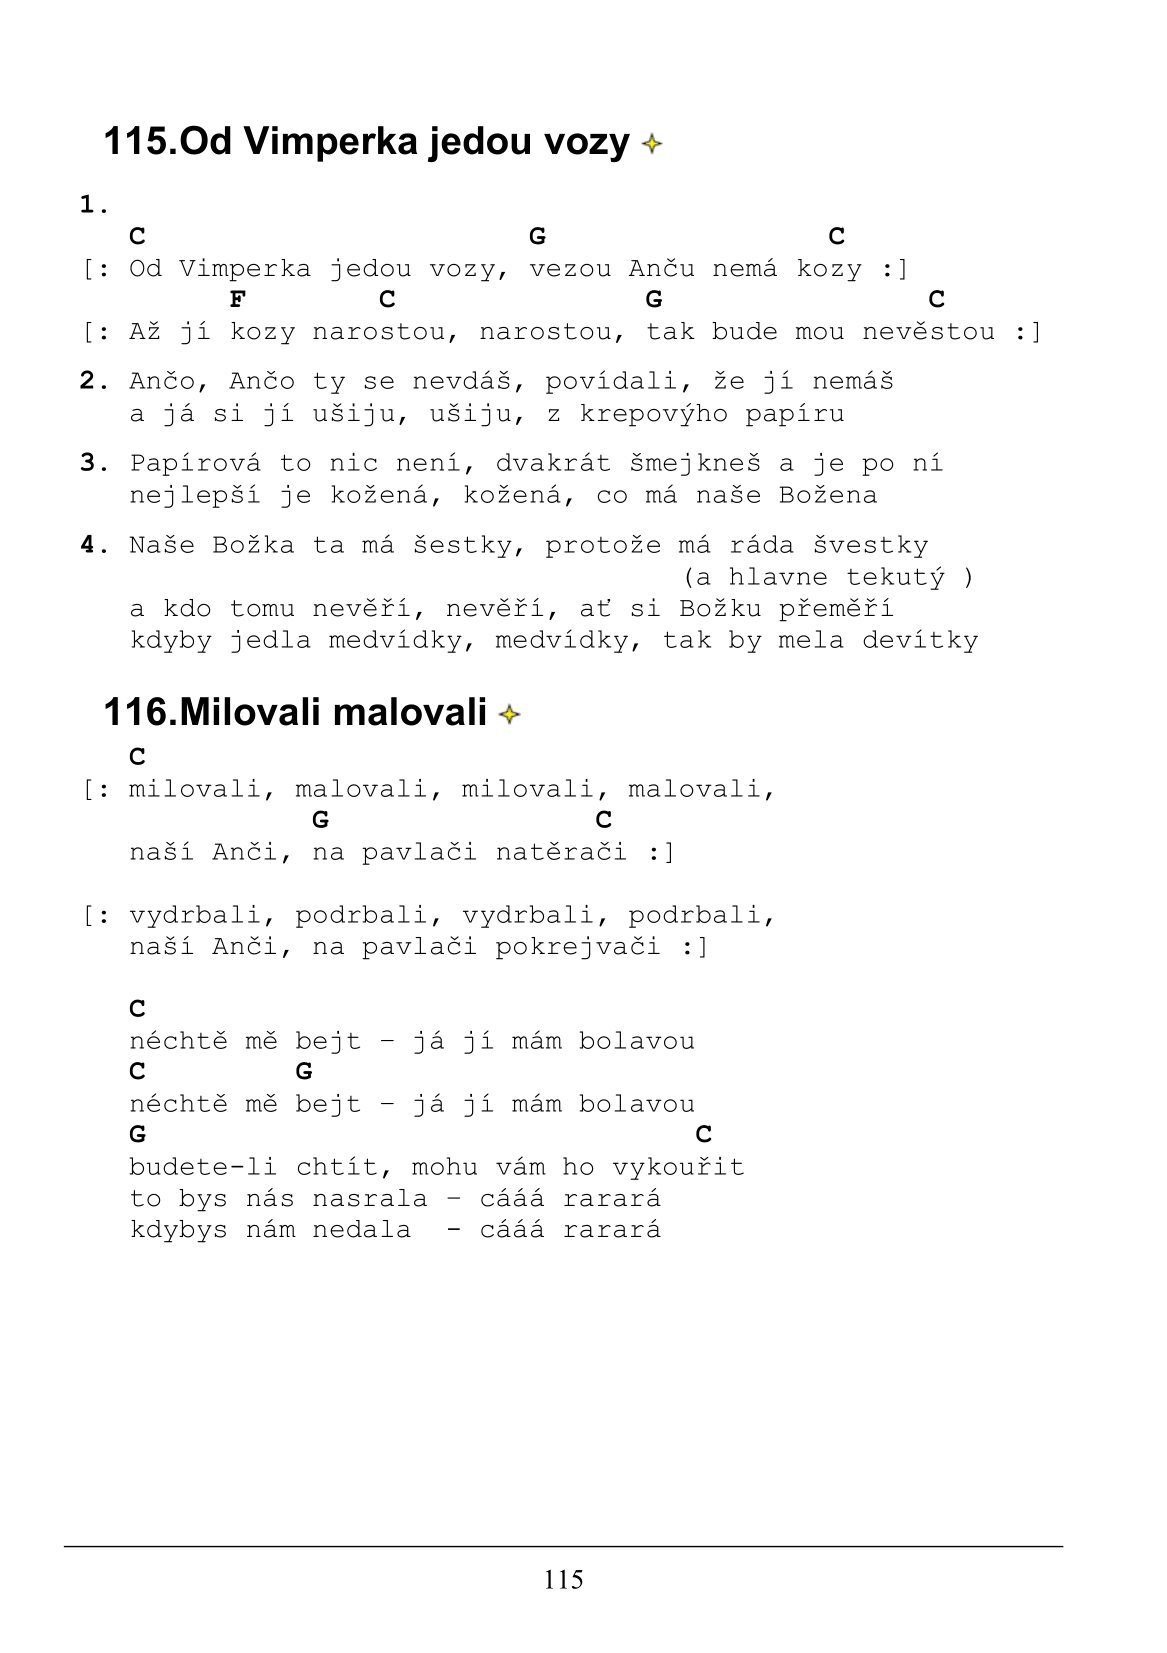 115.Od Vimperka jedou vozy
1.
C G C
[: Od Vimperka jedou vozy, vezou Anču nemá kozy :]
F C G C
[: Až jí kozy narostou, narostou, tak bude mou nevěstou :]
2. Ančo, Ančo ty se nevdáš, povídali, že jí nemáš
a já si jí ušiju, ušiju, z krepovýho papíru
3. Papírová to nic není, dvakrát šmejkneš a je po ní
nejlepší je kožená, kožená, co má naše Božena
4. Naše Božka ta má šestky, protože má ráda švestky
(a hlavne tekutý )
a kdo tomu nevěří, nevěří, ať si Božku přeměří
kdyby jedla medvídky, medvídky, tak by mela devítky
116.Milovali malovali
C
[: milovali, malovali, milovali, malovali,
G C
naší Anči, na pavlači natěrači :]
[: vydrbali, podrbali, vydrbali, podrbali,
naší Anči, na pavlači pokrejvači :]
C
néchtě mě bejt – já jí mám bolavou
C G
néchtě mě bejt – já jí mám bolavou
G C
budete-li chtít, mohu vám ho vykouřit
to bys nás nasrala – cááá rarará
kdybys nám nedala - cááá rarará
115